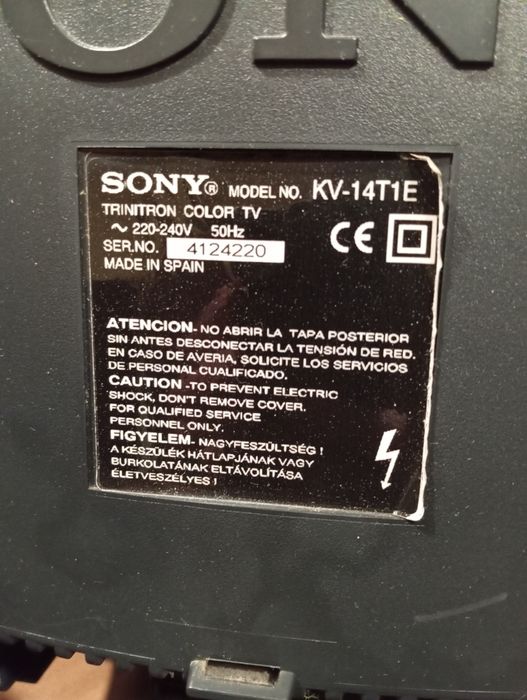 ON
SONY® MODEL NO. KV-14T1E
TRINITRON COLOR TV
~ 220-240V 50Hz
SER.NO. 4124220
CE
MADE IN SPAIN
ATENCION- NO ABRIR LA TAPA POSTERIOR
SIN ANTES DESCONECTAR LA TENSIÓN DE RED.
EN CASO DE AVERIA, SOLICITE LOS SERVICIOS
DE PERSONAL CUALIFICADO.
CAUTION -TO PREVENT ELECTRIC
SHOCK, DON'T REMOVE COVER.
FOR QUALIFIED SERVICE
PERSONNEL ONLY.
FIGYELEM- NAGYFESZÜLTSÉG !
A KÉSZÜLÉK HÁTLAPJÁNAK VAGY
BURKOLATÁNAK ELTÁVOLÍTÁSA
ÉLETVESZÉLYES !